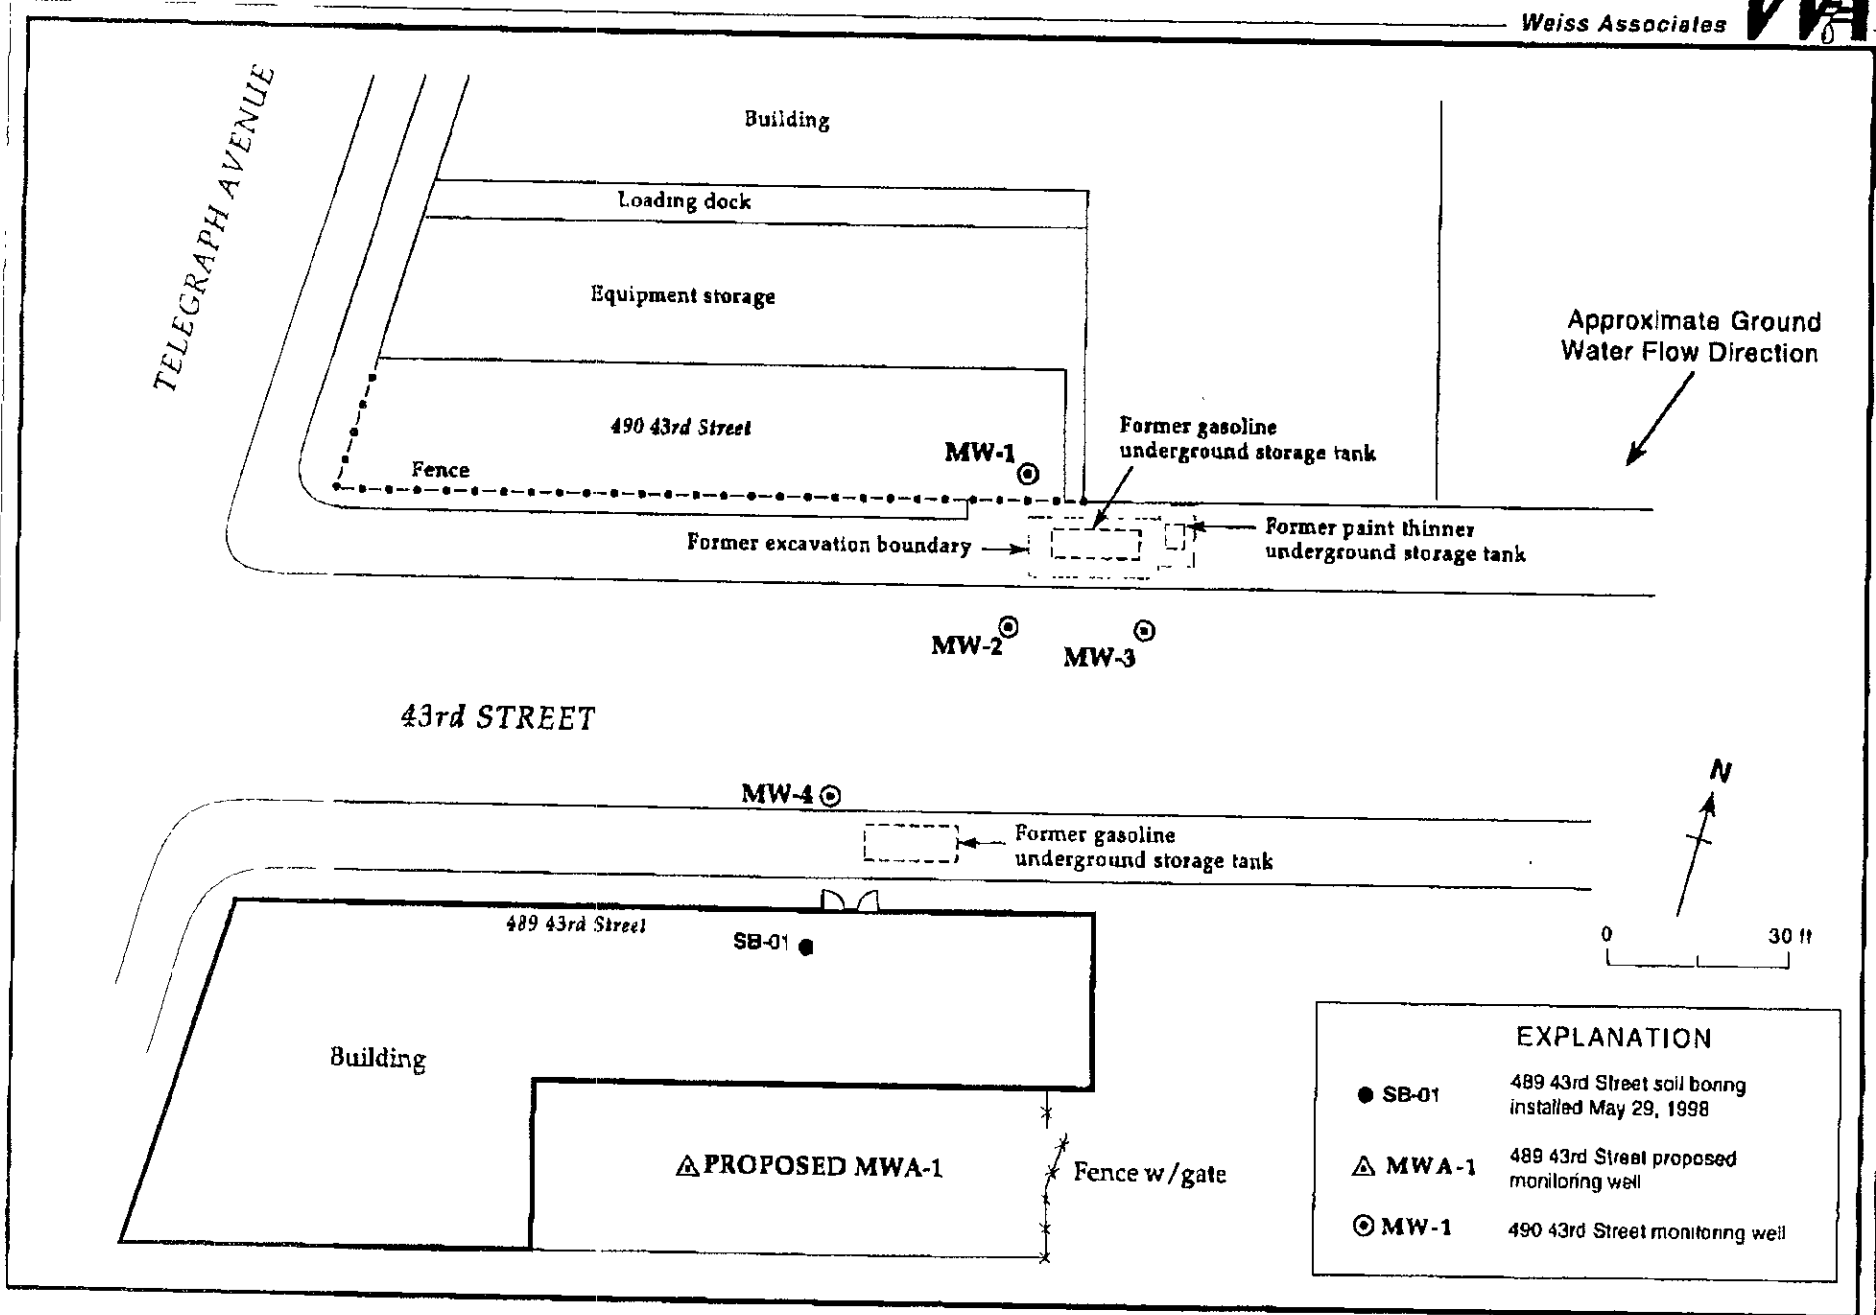 Weiss Associates
WA
TELEGRAPH AVENUE
Building
Loading dock
Equipment storage
Approximate Ground
Water Flow Direction
490 43rd Street
Former gasoline
underground storage tank
MW-1
Fence
Former excavation boundary
Former paint thinner
underground storage tank
MW-2
MW-3
43rd STREET
N
MW-4
Former gasoline
underground storage tank
489 43rd Street
SB-01
0 30 ft
Building
PROPOSED MWA-1
Fence w/gate
EXPLANATION
SB-01 489 43rd Street soil boring
installed May 29, 1998
MWA-1 489 43rd Street proposed
monitoring well
MW-1 490 43rd Street monitoring well